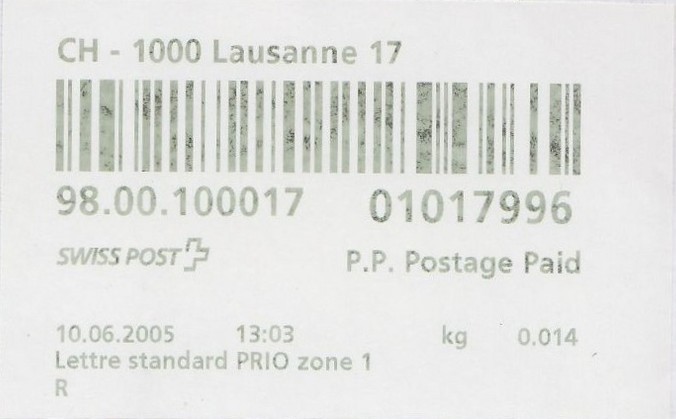 CH - 1000 Lausanne 17
98.00.100017 01017996
SWISS POST P.P. Postage Paid
10.06.2005 13:03 kg 0.014
Lettre standard PRIO zone 1
R